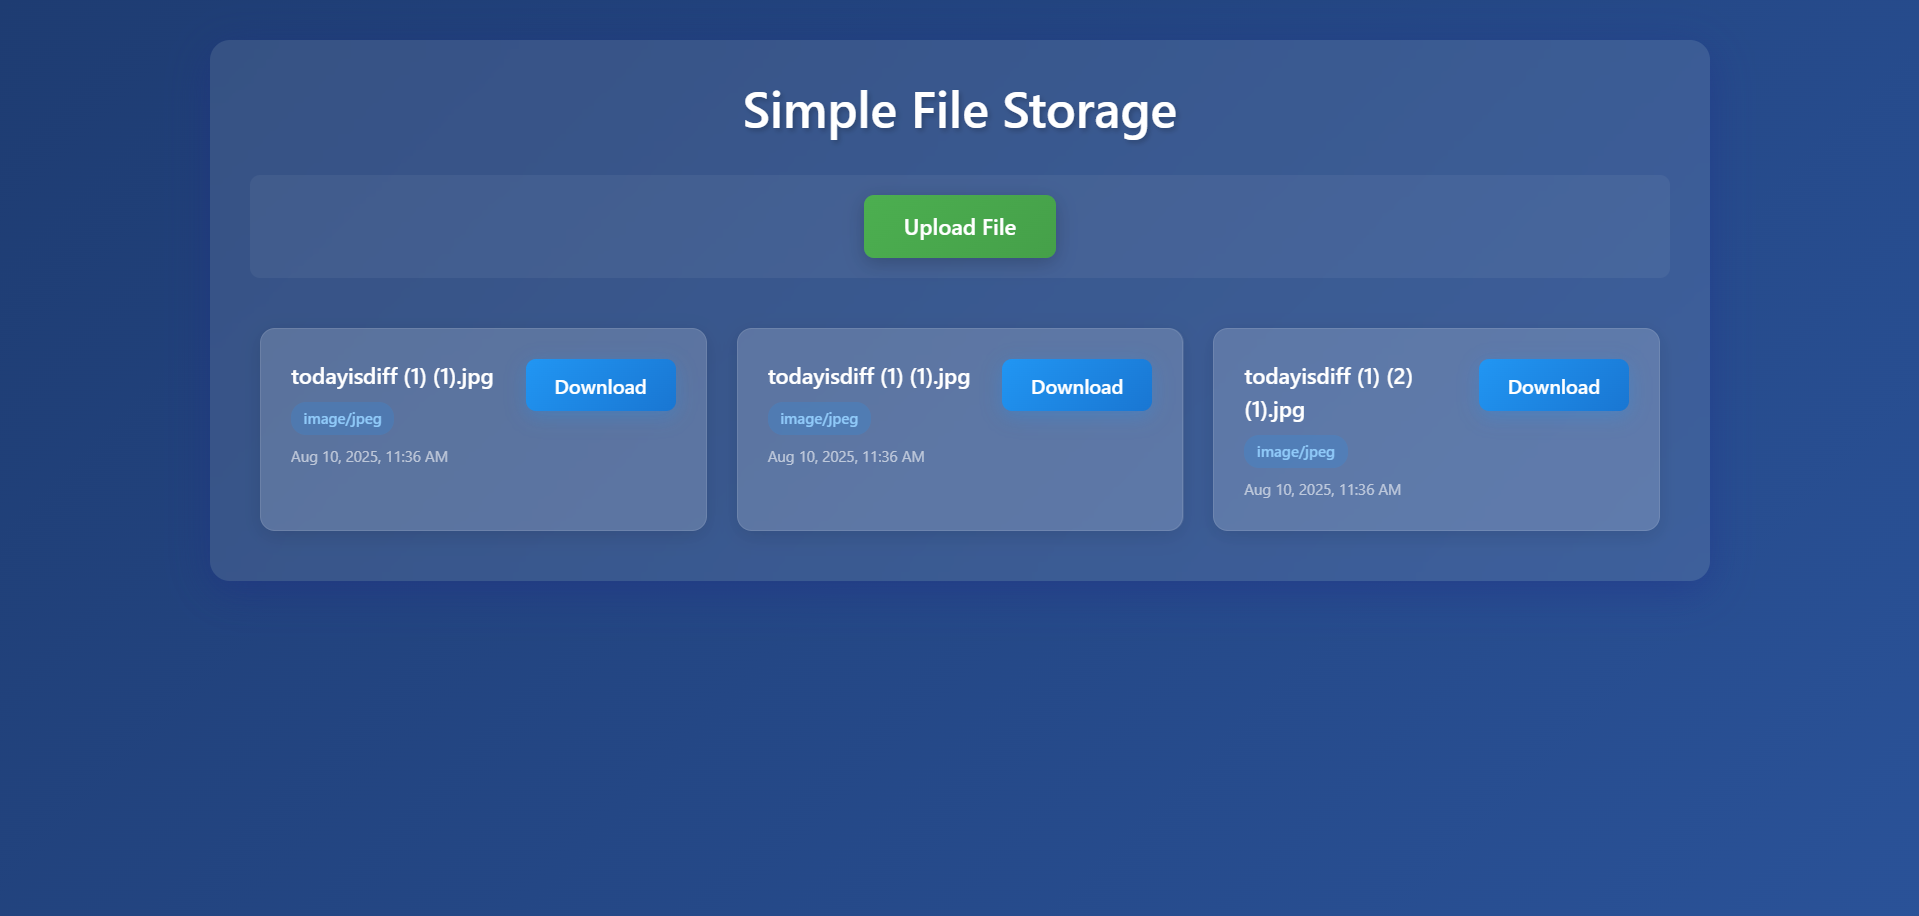 Simple File Storage
Upload File
todayisdiff (1) (1).jpg
Download
image/jpeg
Aug 10, 2025, 11:36 AM
todayisdiff (1) (1).jpg
Download
image/jpeg
Aug 10, 2025, 11:36 AM
todayisdiff (1) (2)
(1).jpg
Download
image/jpeg
Aug 10, 2025, 11:36 AM